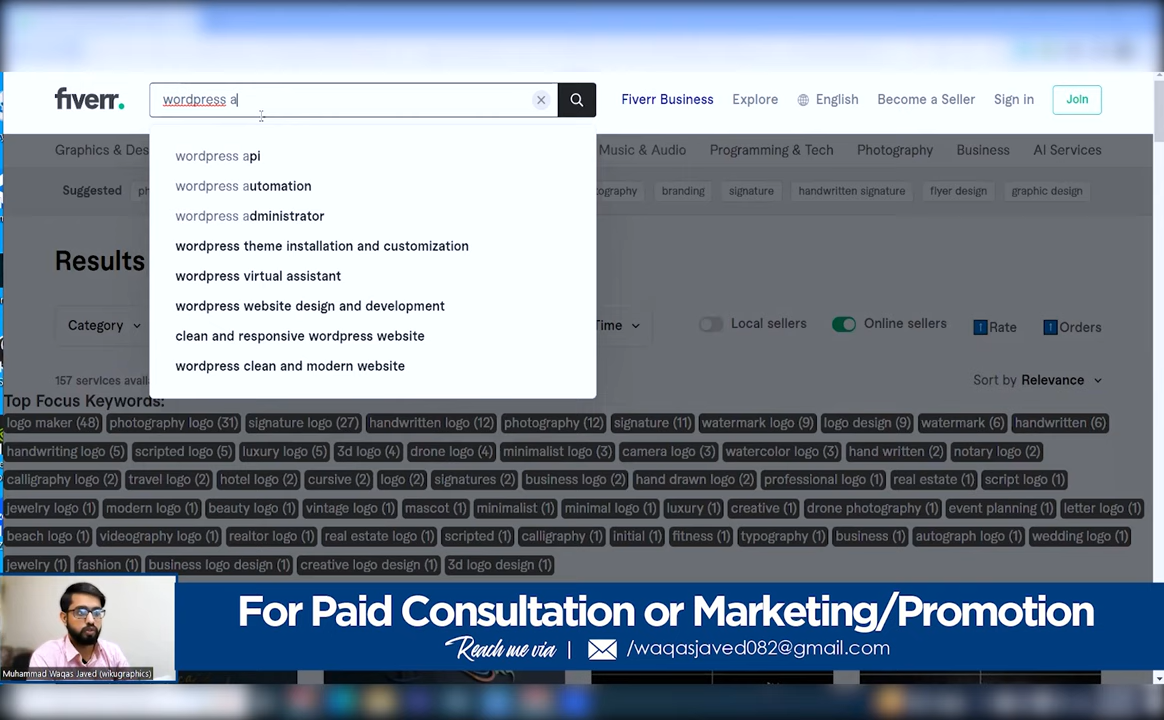 fiverr.
wordpress a
Fiverr Business
Explore
English
Become a Seller
Sign in
Join
Graphics & Des
Music & Audio
Programming & Tech
Photography
Business
AI Services
Suggested
ph
tography
branding
signature
handwritten signature
flyer design
graphic design
wordpress api
wordpress automation
wordpress administrator
wordpress theme installation and customization
wordpress virtual assistant
wordpress website design and development
clean and responsive wordpress website
wordpress clean and modern website
Results
Category
Time
Local sellers
Online sellers
Rate
Orders
157 services avail
Sort by Relevance
Top Focus Keywords:
logo maker (48) photography logo (31) signature logo (27) handwritten logo (12) photography (12) signature (11) watermark logo (9) logo design (9) watermark (6) handwritten (6)
handwriting logo (5) scripted logo (5) luxury logo (5) 3d logo (4) drone logo (4) minimalist logo (3) camera logo (3) watercolor logo (3) hand written (2) notary logo (2)
calligraphy logo (2) travel logo (2) hotel logo (2) cursive (2) logo (2) signatures (2) business logo (2) hand drawn logo (2) professional logo (1) real estate (1) script logo (1)
jewelry logo (1) modern logo (1) beauty logo (1) vintage logo (1) mascot (1) minimalist (1) minimal logo (1) luxury (1) creative (1) drone photography (1) event planning (1) letter logo (1)
beach logo (1) videography logo (1) realtor logo (1) real estate logo (1) scripted (1) calligraphy (1) initial (1) fitness (1) typography (1) business (1) autograph logo (1) wedding logo (1)
jewelry (1) fashion (1) business logo design (1) creative logo design (1) 3d logo design (1)
For Paid Consultation or Marketing/Promotion
Reach me via | /waqasjaved082@gmail.com
Muhammad Waqas Javed (wikugraphics)